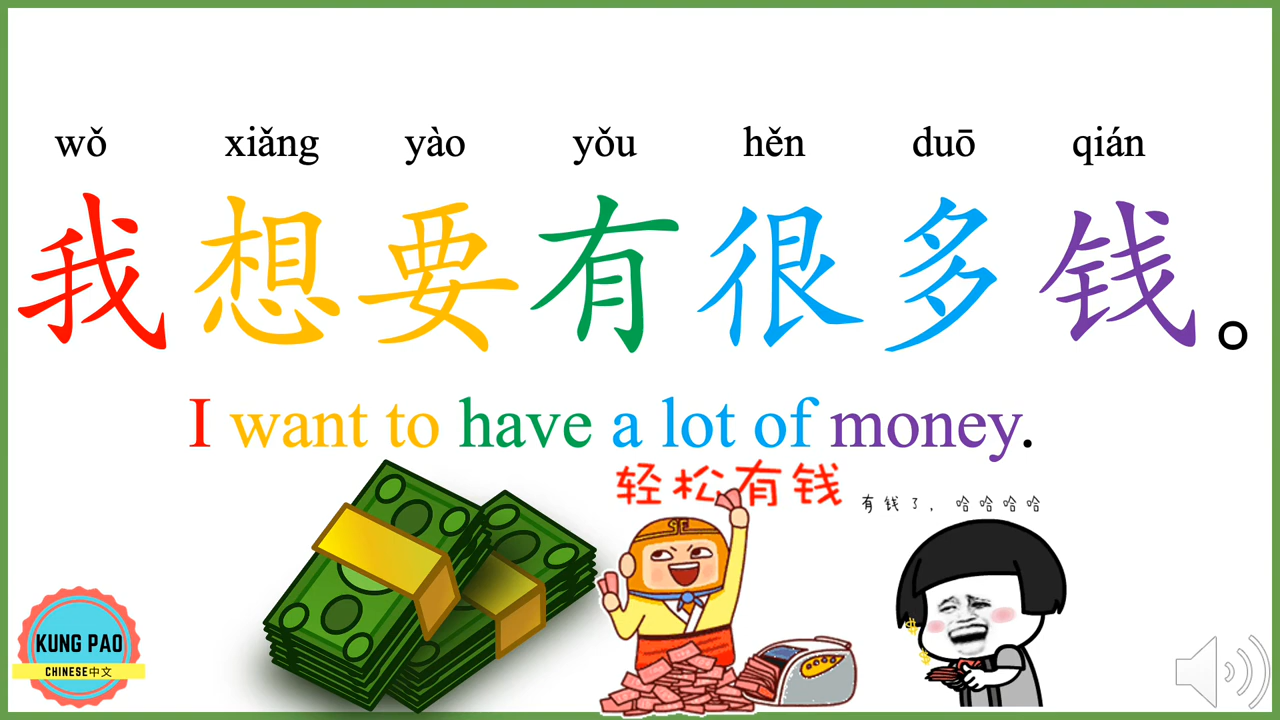 wǒ xiǎng yào yǒu hěn duō qián
我想要有很多钱。
I want to have a lot of money.
轻松有钱
有钱了，哈哈哈哈
SE
KUNG PAO
CHINESE中文